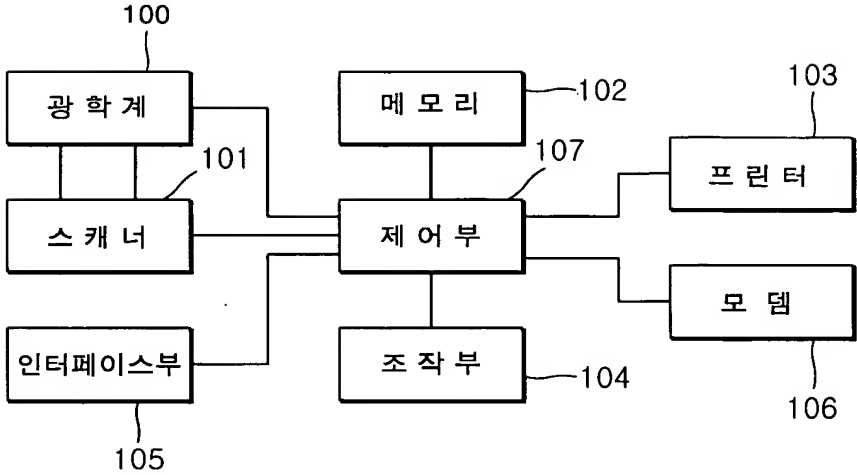 100
광학계
메모리
102
103
101
107
프린터
스캐너
제어부
모뎀
인터페이스부
조작부
104
106
105